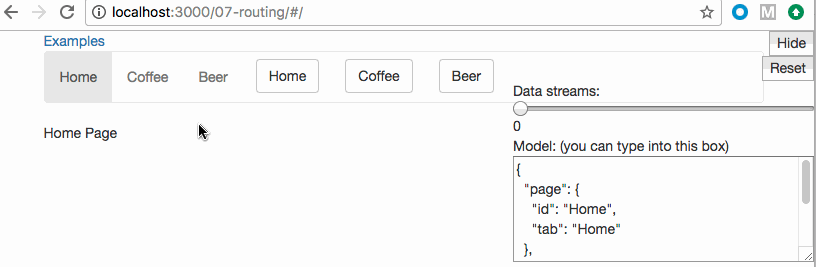 localhost:3000/07-routing/#/
Examples
Hide
Home Coffee Beer Home Coffee Beer
Reset
Data streams:
0
Home Page
Model: (you can type into this box)
{
"page": {
"id": "Home",
"tab": "Home"
},